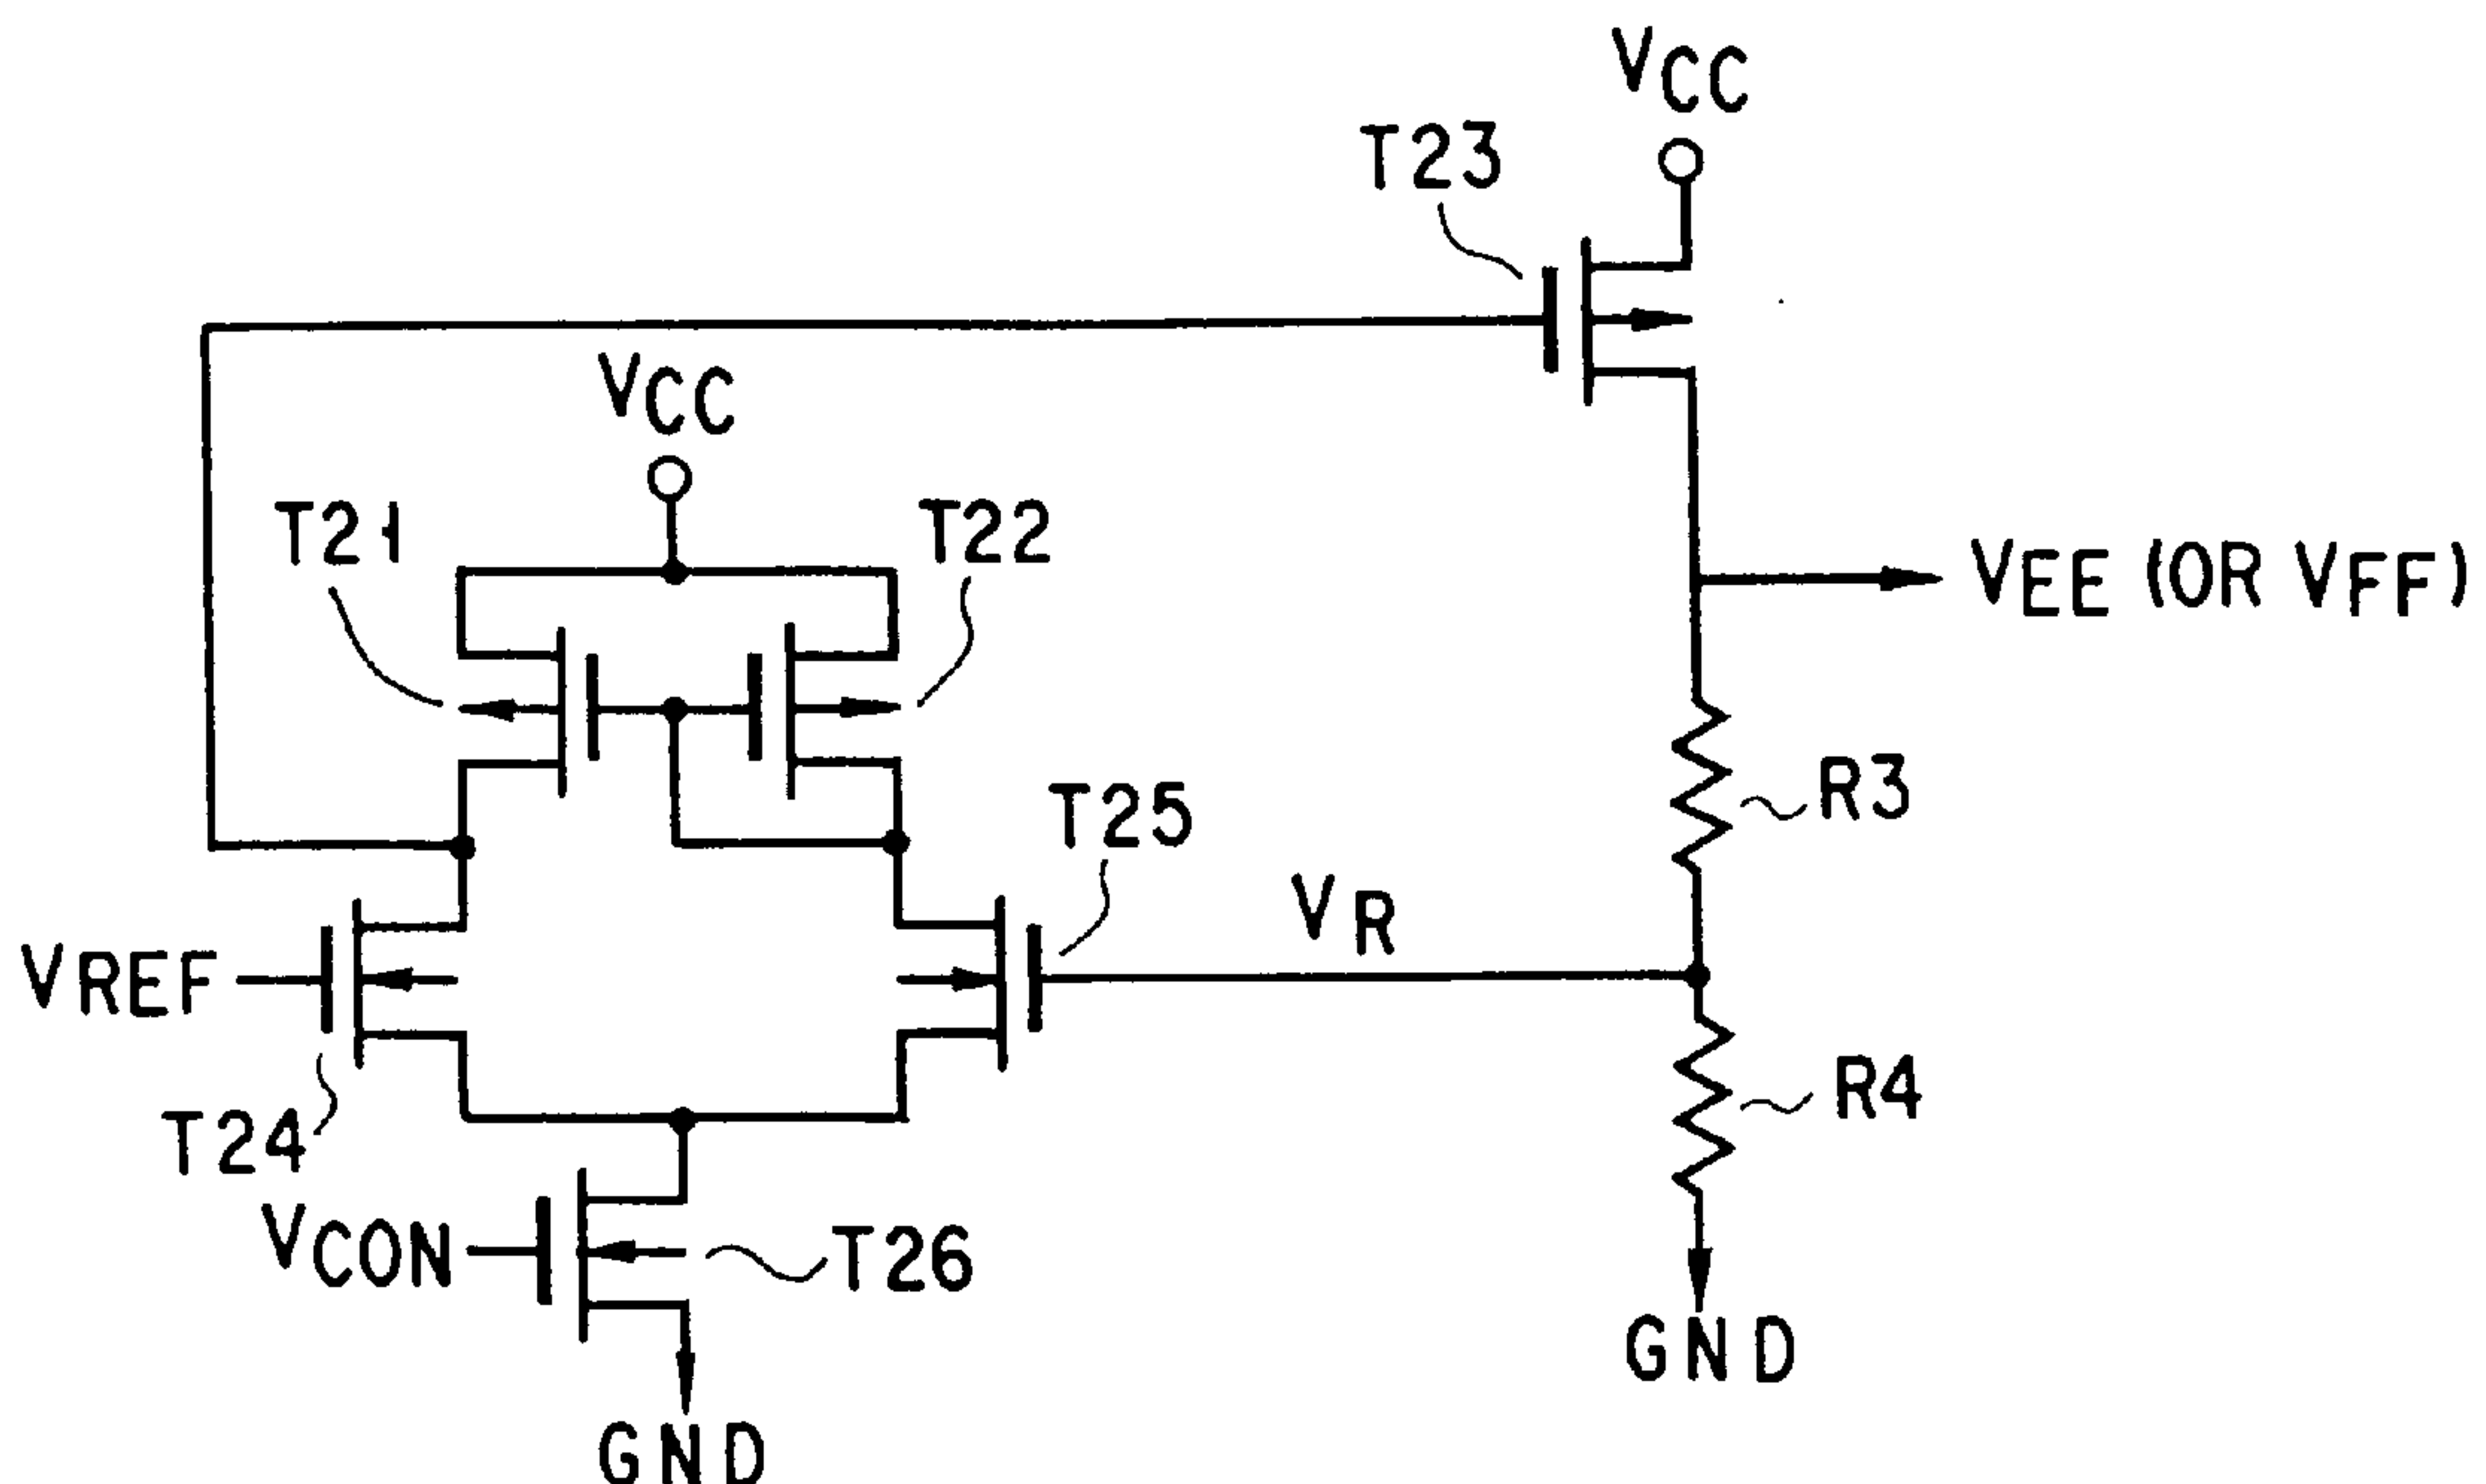 VCC
T23
VCC
T21
T22
VEE (OR VFF)
R3
T25
VR
VREF
R4
T24
VCON
T26
GND
GND